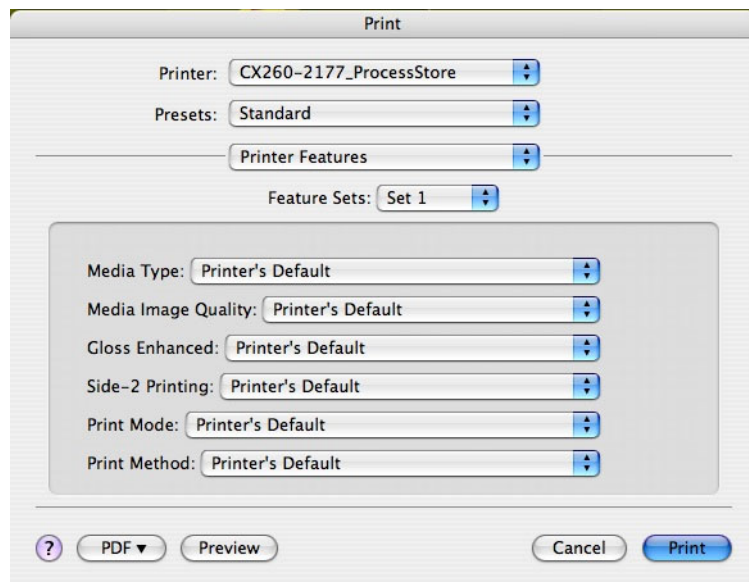 Print
Printer: CX260-2177_ProcessStore
Presets: Standard
Printer Features
Feature Sets: Set 1
Media Type: Printer's Default
Media Image Quality: Printer's Default
Gloss Enhanced: Printer's Default
Side-2 Printing: Printer's Default
Print Mode: Printer's Default
Print Method: Printer's Default
? PDF ▼ Preview Cancel Print